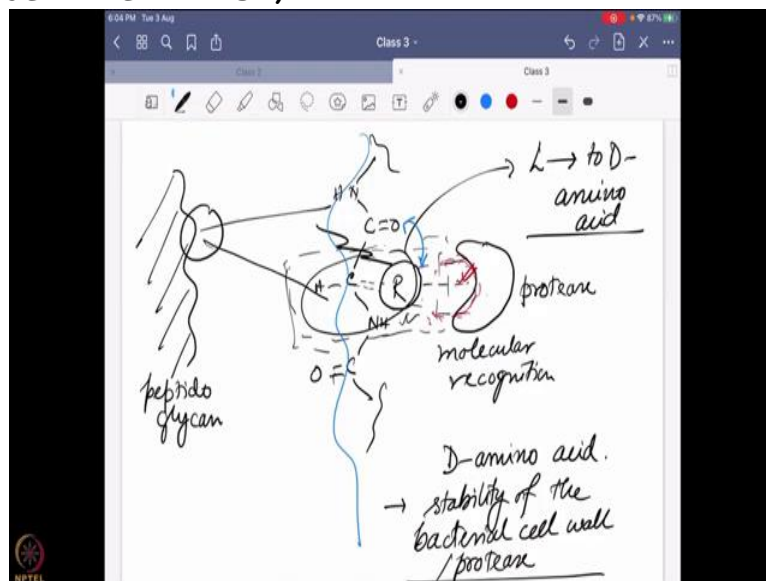 6:04 PM Tue 3 Aug
87%
Class 3
Class 2
Class 3
L → to D-
amino
acid
H N
C=O
H-C-
R
NH
O=C
protease
molecular
recognition
peptido
glycan
D-amino acid.
→ stability of the
bacterial cell wall
/protease
NPTEL